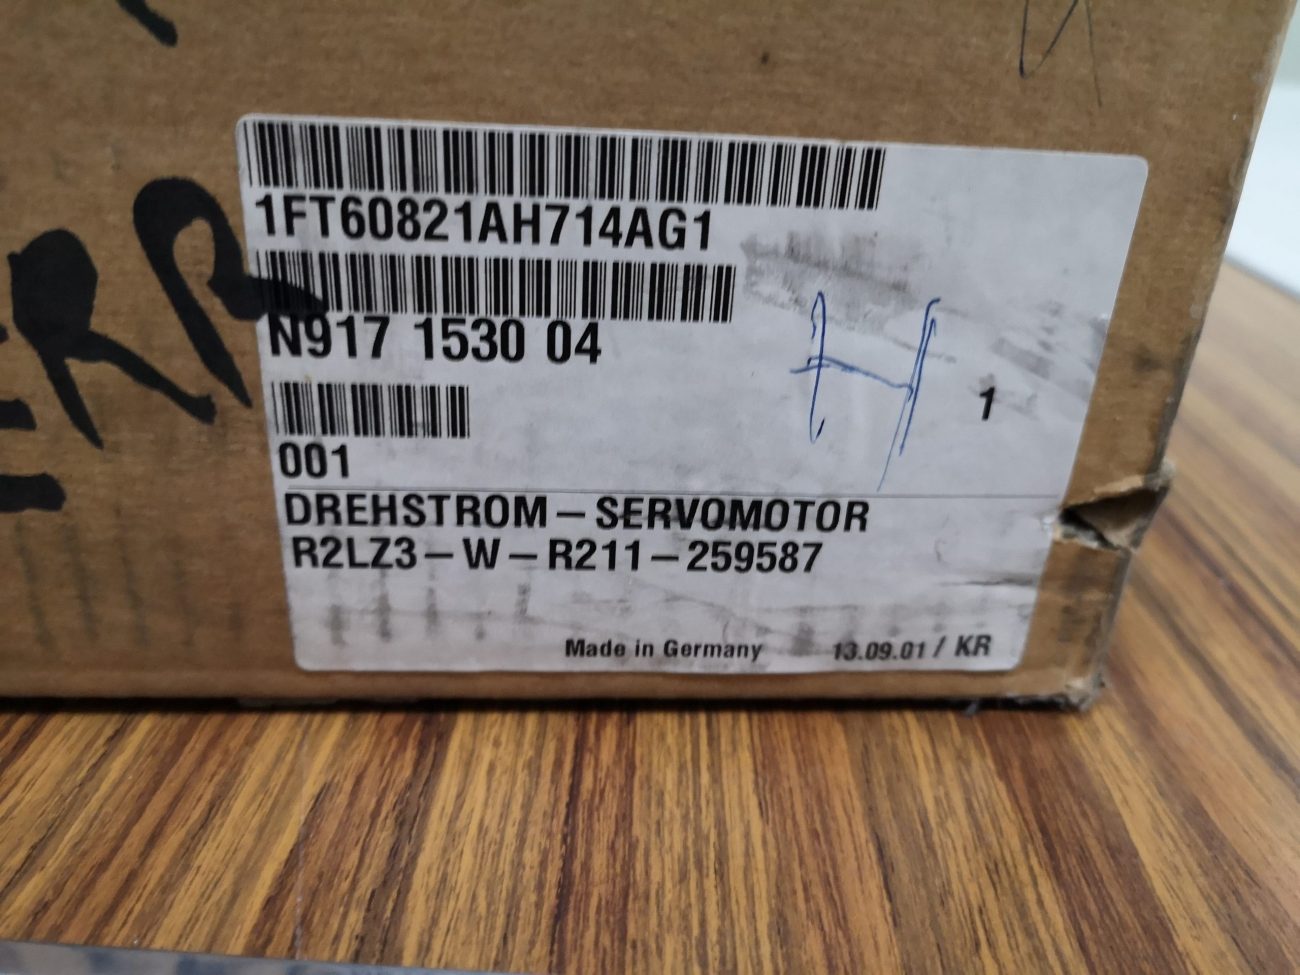 1FT60821AH714AG1
N917 1530 04
H
1
001
DREHSTROM-SERVOMOTOR
R2LZ3-W-R211-259587
Made in Germany 13.09.01 / KR